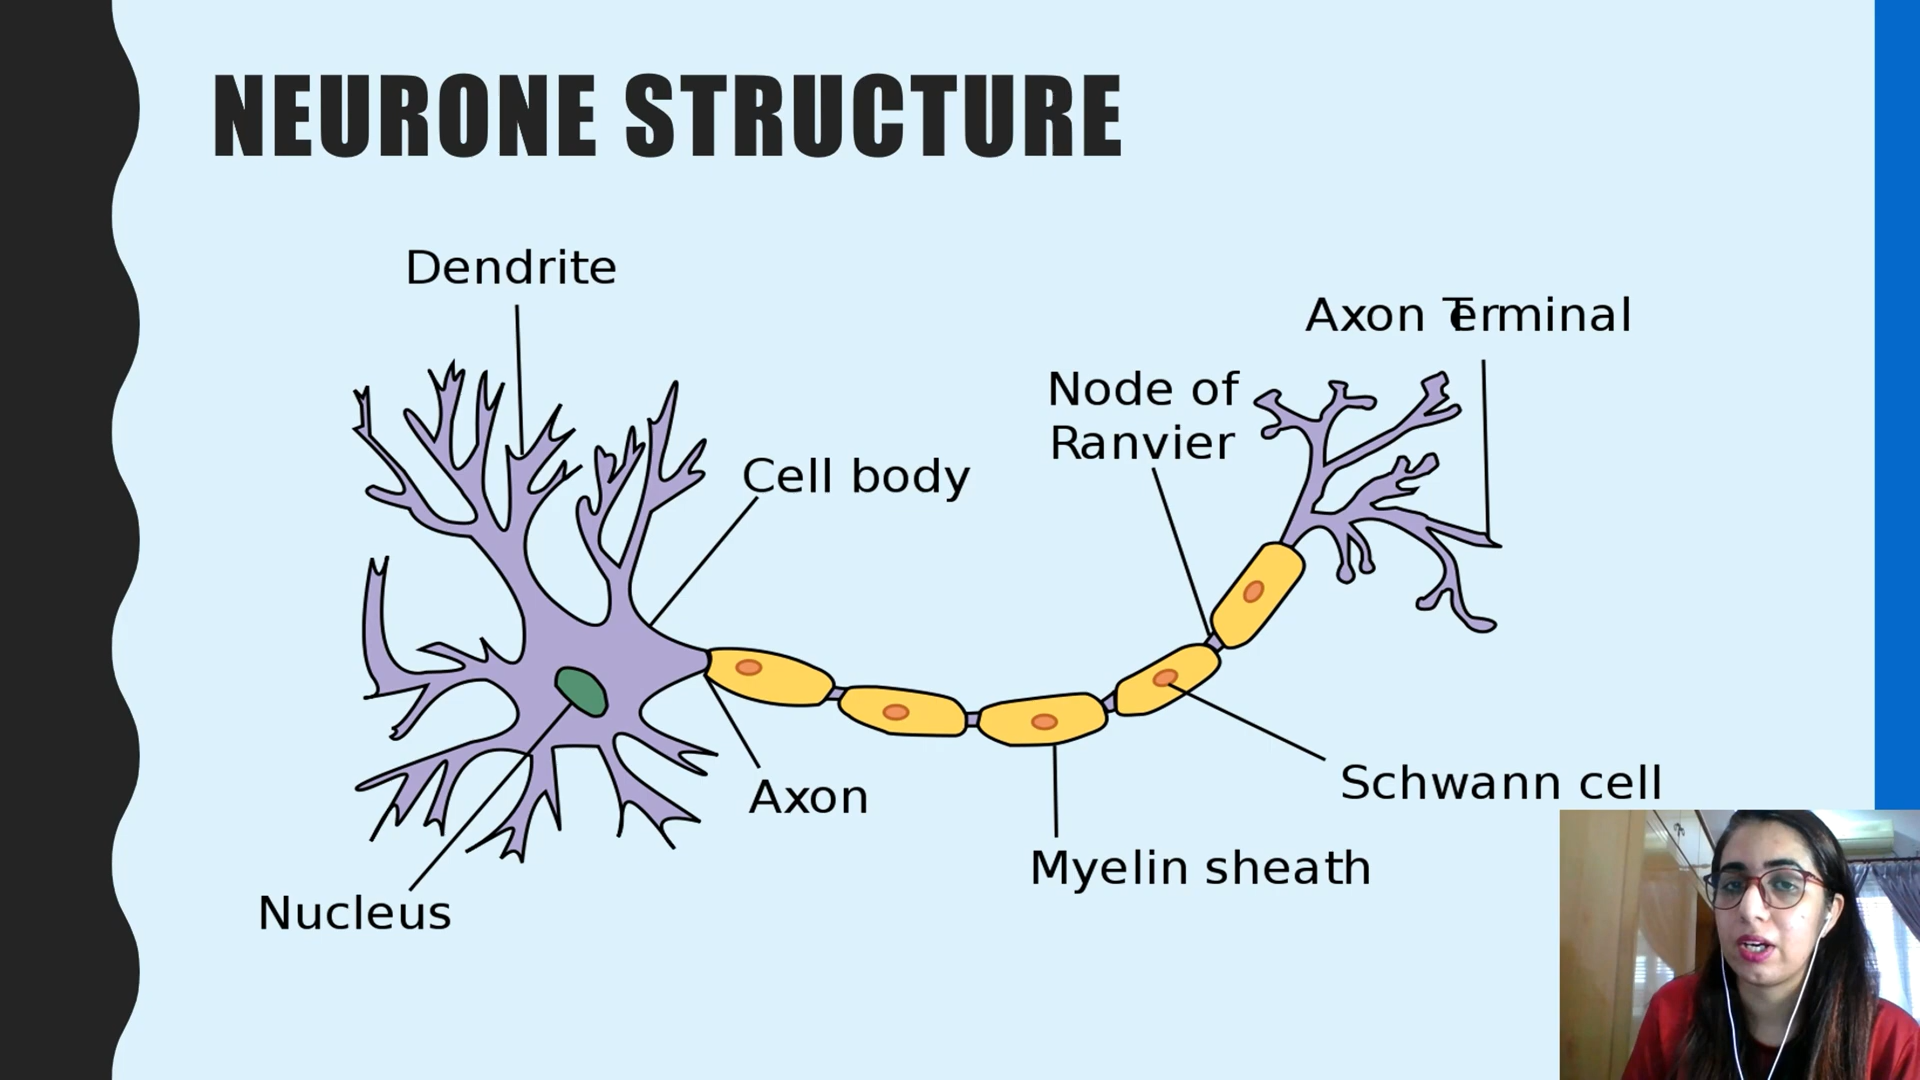 NEURONE STRUCTURE
Dendrite
Axon Terminal
Node of
Ranvier
Cell body
Axon
Schwann cell
Myelin sheath
Nucleus